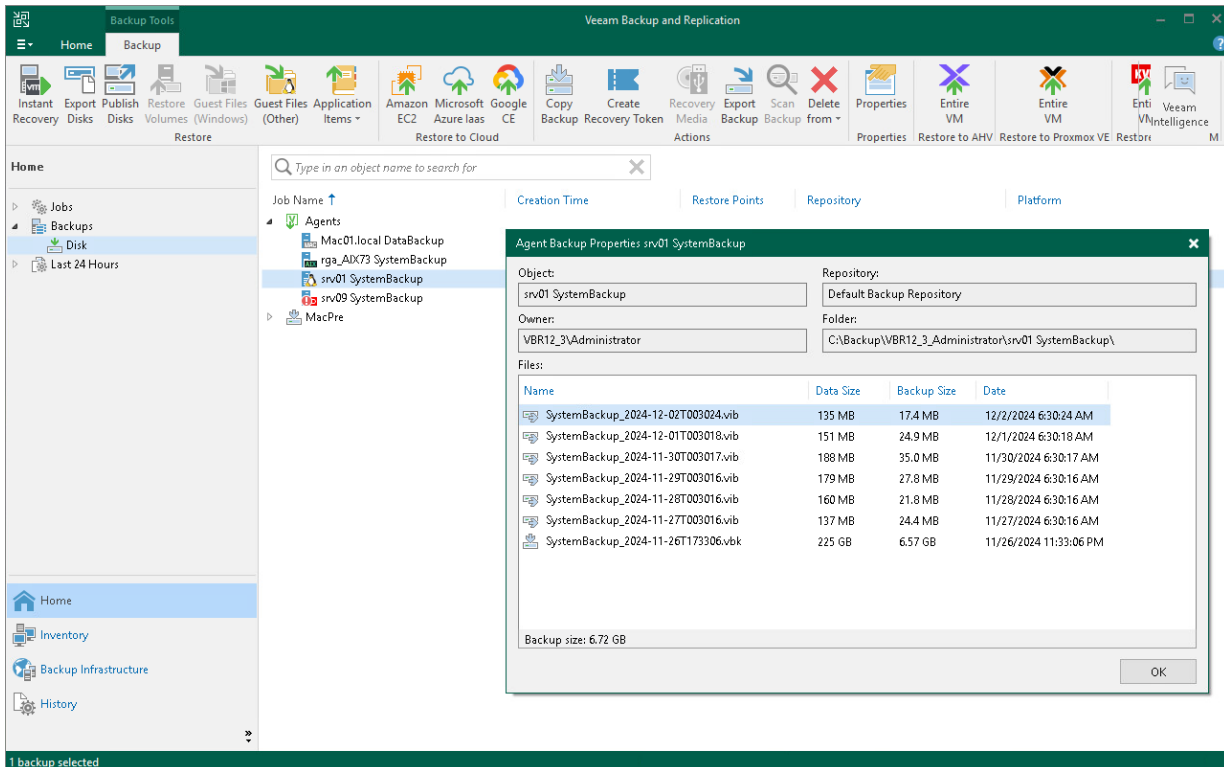 Backup Tools
Veeam Backup and Replication
Home Backup
Instant Recovery
Export Disks
Publish Disks
Restore Volumes
Guest Files (Windows)
Guest Files (Other)
Application Items
Amazon EC2
Microsoft Azure Iaas
Google CE
Copy Backup
Create Recovery Token
Recovery Media
Export Backup
Scan Backup
Delete from
Properties
Entire VM
Entire VM
Enti
VM
Veeam Intelligence
Restore
Restore to Cloud
Actions
Properties
Restore to AHV
Restore to Proxmox VE
Restore
M
Home
Type in an object name to search for
Jobs
Backups
Disk
Last 24 Hours
Job Name Creation Time Restore Points Repository Platform
Agents
Mac01.local DataBackup
rga_AIX73 SystemBackup
srv01 SystemBackup
srv09 SystemBackup
MacPre
Agent Backup Properties srv01 SystemBackup
Object: Repository:
srv01 SystemBackup Default Backup Repository
Owner: Folder:
VBR12_3\Administrator C:\Backup\VBR12_3_Administrator\srv01 SystemBackup\
Files:
Name Data Size Backup Size Date
SystemBackup_2024-12-02T003024.vib 135 MB 17.4 MB 12/2/2024 6:30:24 AM
SystemBackup_2024-12-01T003018.vib 151 MB 24.9 MB 12/1/2024 6:30:18 AM
SystemBackup_2024-11-30T003017.vib 188 MB 35.0 MB 11/30/2024 6:30:17 AM
SystemBackup_2024-11-29T003016.vib 179 MB 27.8 MB 11/29/2024 6:30:16 AM
SystemBackup_2024-11-28T003016.vib 160 MB 21.8 MB 11/28/2024 6:30:16 AM
SystemBackup_2024-11-27T003016.vib 137 MB 24.4 MB 11/27/2024 6:30:16 AM
SystemBackup_2024-11-26T173306.vbk 225 GB 6.57 GB 11/26/2024 11:33:06 PM
Backup size: 6.72 GB
OK
Home
Inventory
Backup Infrastructure
History
1 backup selected